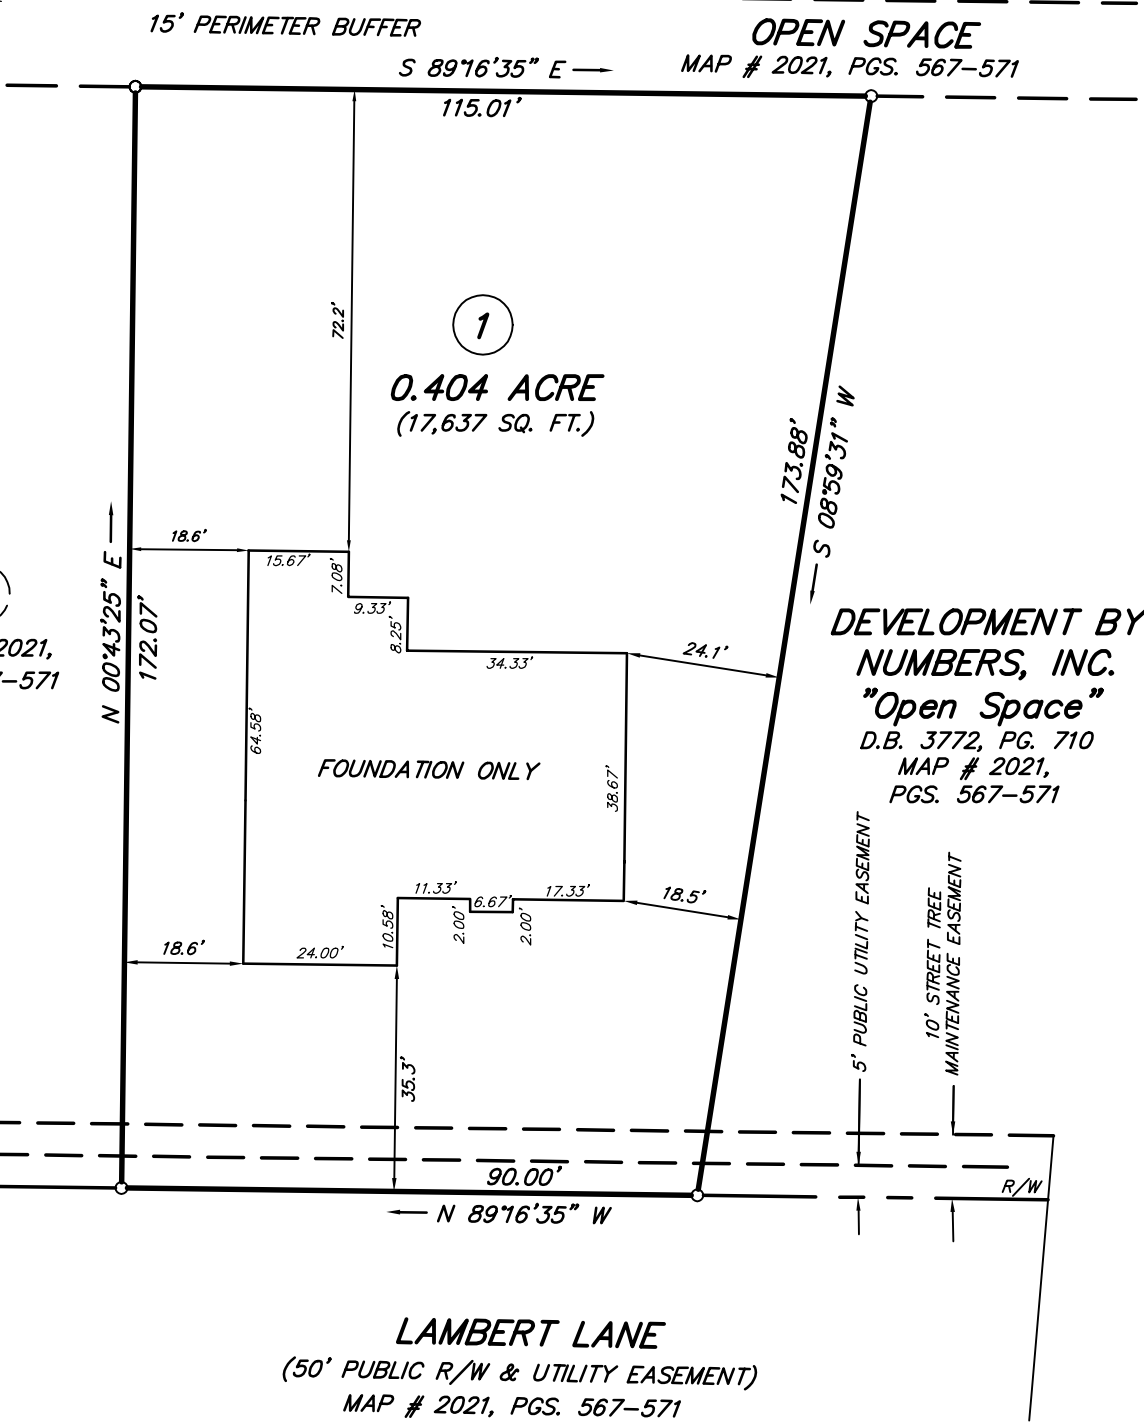 15' PERIMETER BUFFER
OPEN SPACE
MAP # 2021, PGS. 567-571
S 89°16'35" E
115.01'
72.2'
1
0.404 ACRE
(17,637 SQ. FT.)
173.88'
S 08°59'31" W
N 00°43'25" E
172.07'
2021,
-571
18.6'
15.67'
7.08'
9.33'
8.25'
34.33'
24.1'
64.58'
FOUNDATION ONLY
38.67'
DEVELOPMENT BY
NUMBERS, INC.
"Open Space"
D.B. 3772, PG. 710
MAP # 2021,
PGS. 567-571
11.33'
6.67'
17.33'
18.5'
10.58'
2.00'
2.00'
18.6'
24.00'
35.3'
5' PUBLIC UTILITY EASEMENT
10' STREET TREE
MAINTENANCE EASEMENT
90.00'
N 89°16'35" W
R/W
LAMBERT LANE
(50' PUBLIC R/W & UTILITY EASEMENT)
MAP # 2021, PGS. 567-571